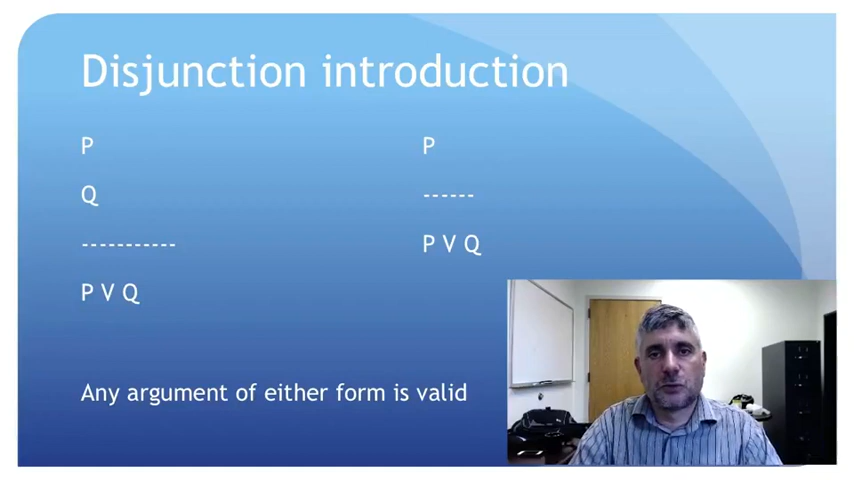 Disjunction introduction
P
Q
-----------
P V Q
P
------
P V Q
Any argument of either form is valid